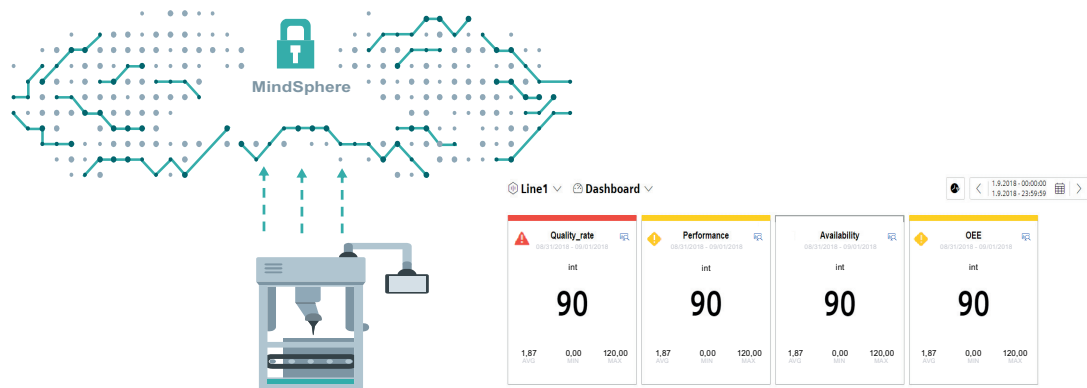 MindSphere
Line1 Dashboard
1.9.2018 - 00:00:00
1.9.2018 - 23:59:59
Quality_rate
08/31/2018 - 09/01/2018
int
90
1,87 0,00 120,00
AVG MIN MAX
Performance
08/31/2018 - 09/01/2018
int
90
1,87 0,00 120,00
AVG MIN MAX
Availability
08/31/2018 - 09/01/2018
int
90
1,87 0,00 120,00
AVG MIN MAX
OEE
08/31/2018 - 09/01/2018
int
90
1,87 0,00 120,00
AVG MIN MAX